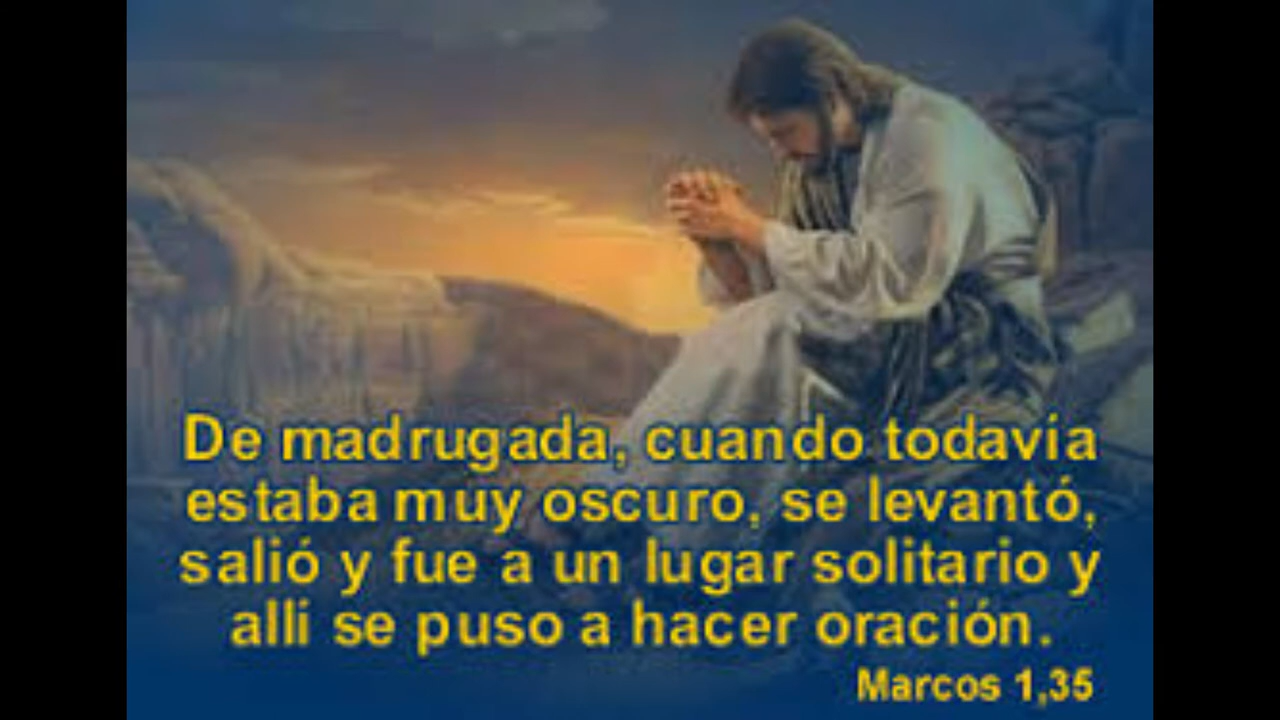 De madrugada, cuando todavía
estaba muy oscuro, se levantó,
salió y fue a un lugar solitario y
alli se puso a hacer oración.
Marcos 1,35